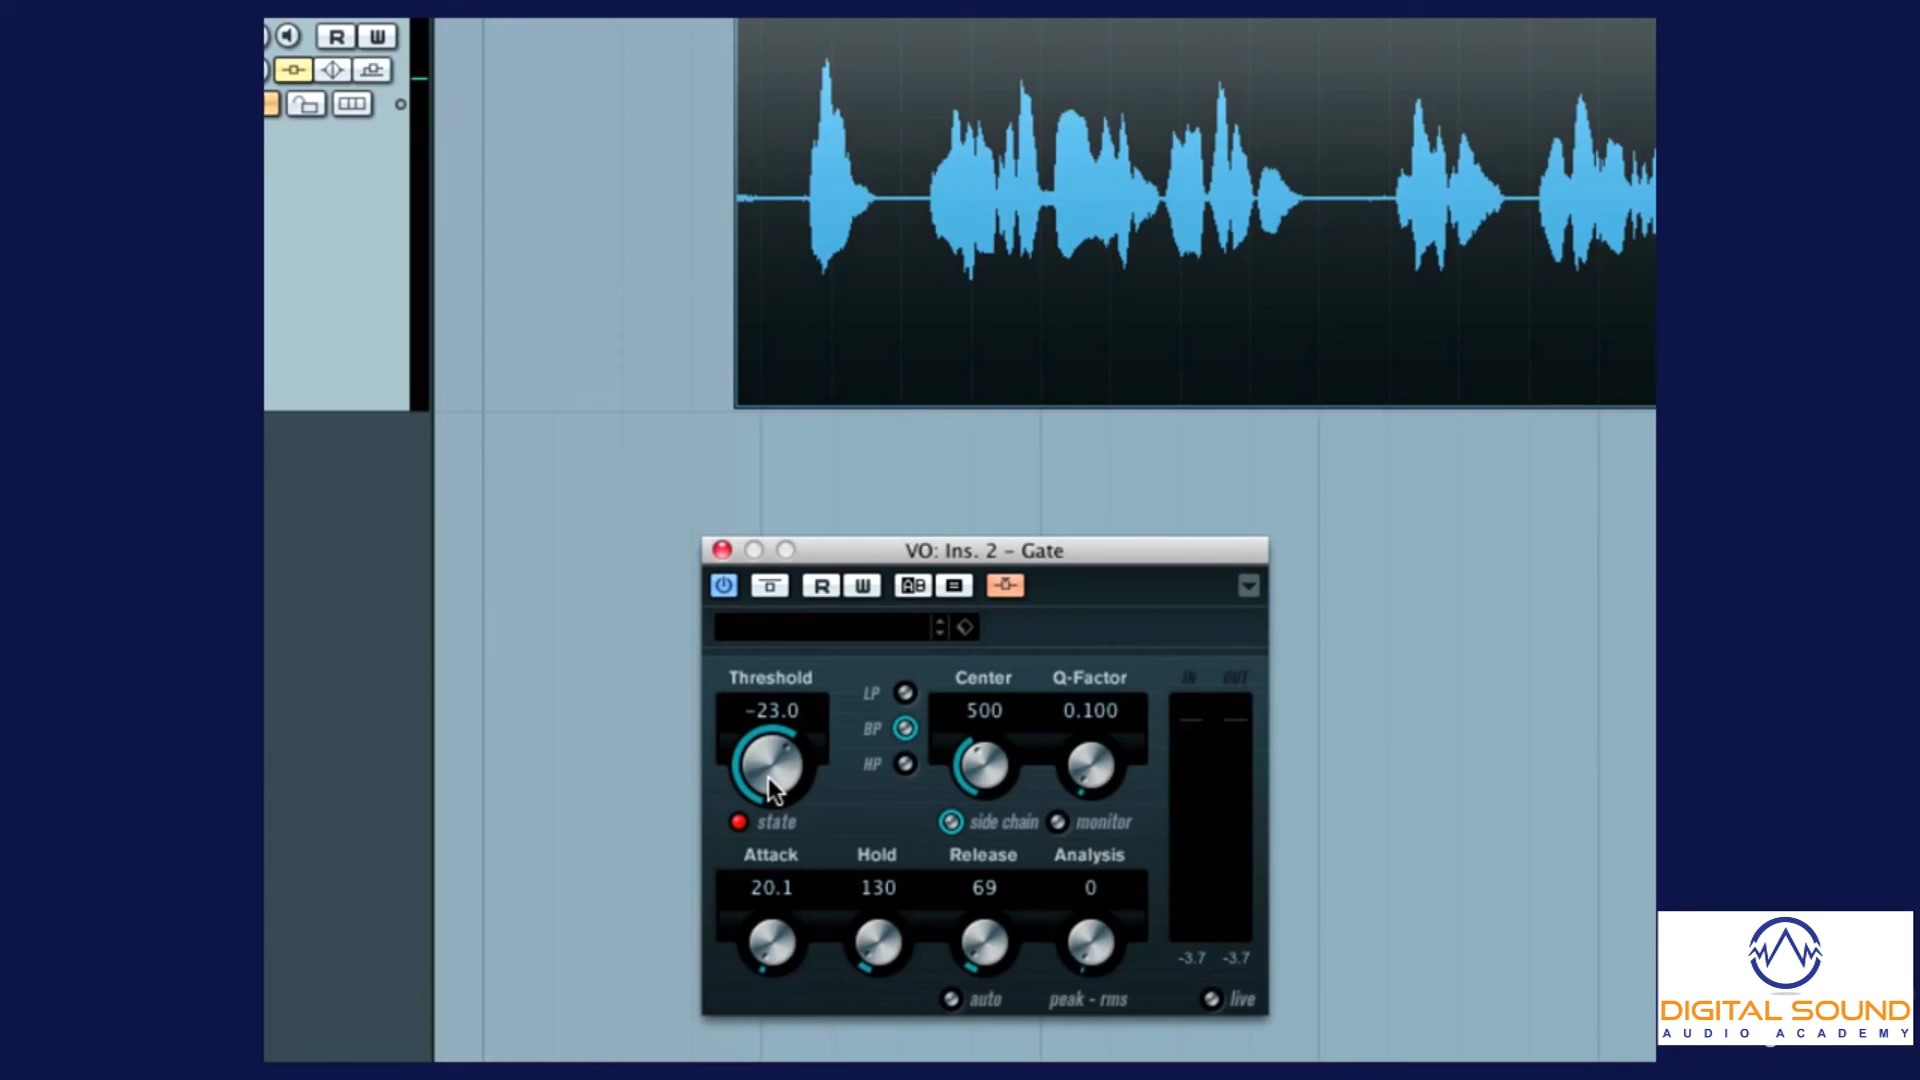 R W
VO: Ins. 2 - Gate
R W AB
Threshold
-23.0
LP
BP
HP
Center
500
Q-Factor
0.100
IN OUT
state
side chain
monitor
Attack
20.1
Hold
130
Release
69
Analysis
0
-3.7 -3.7
auto
peak - rms
live
DIGITAL SOUND
AUDIO ACADEMY